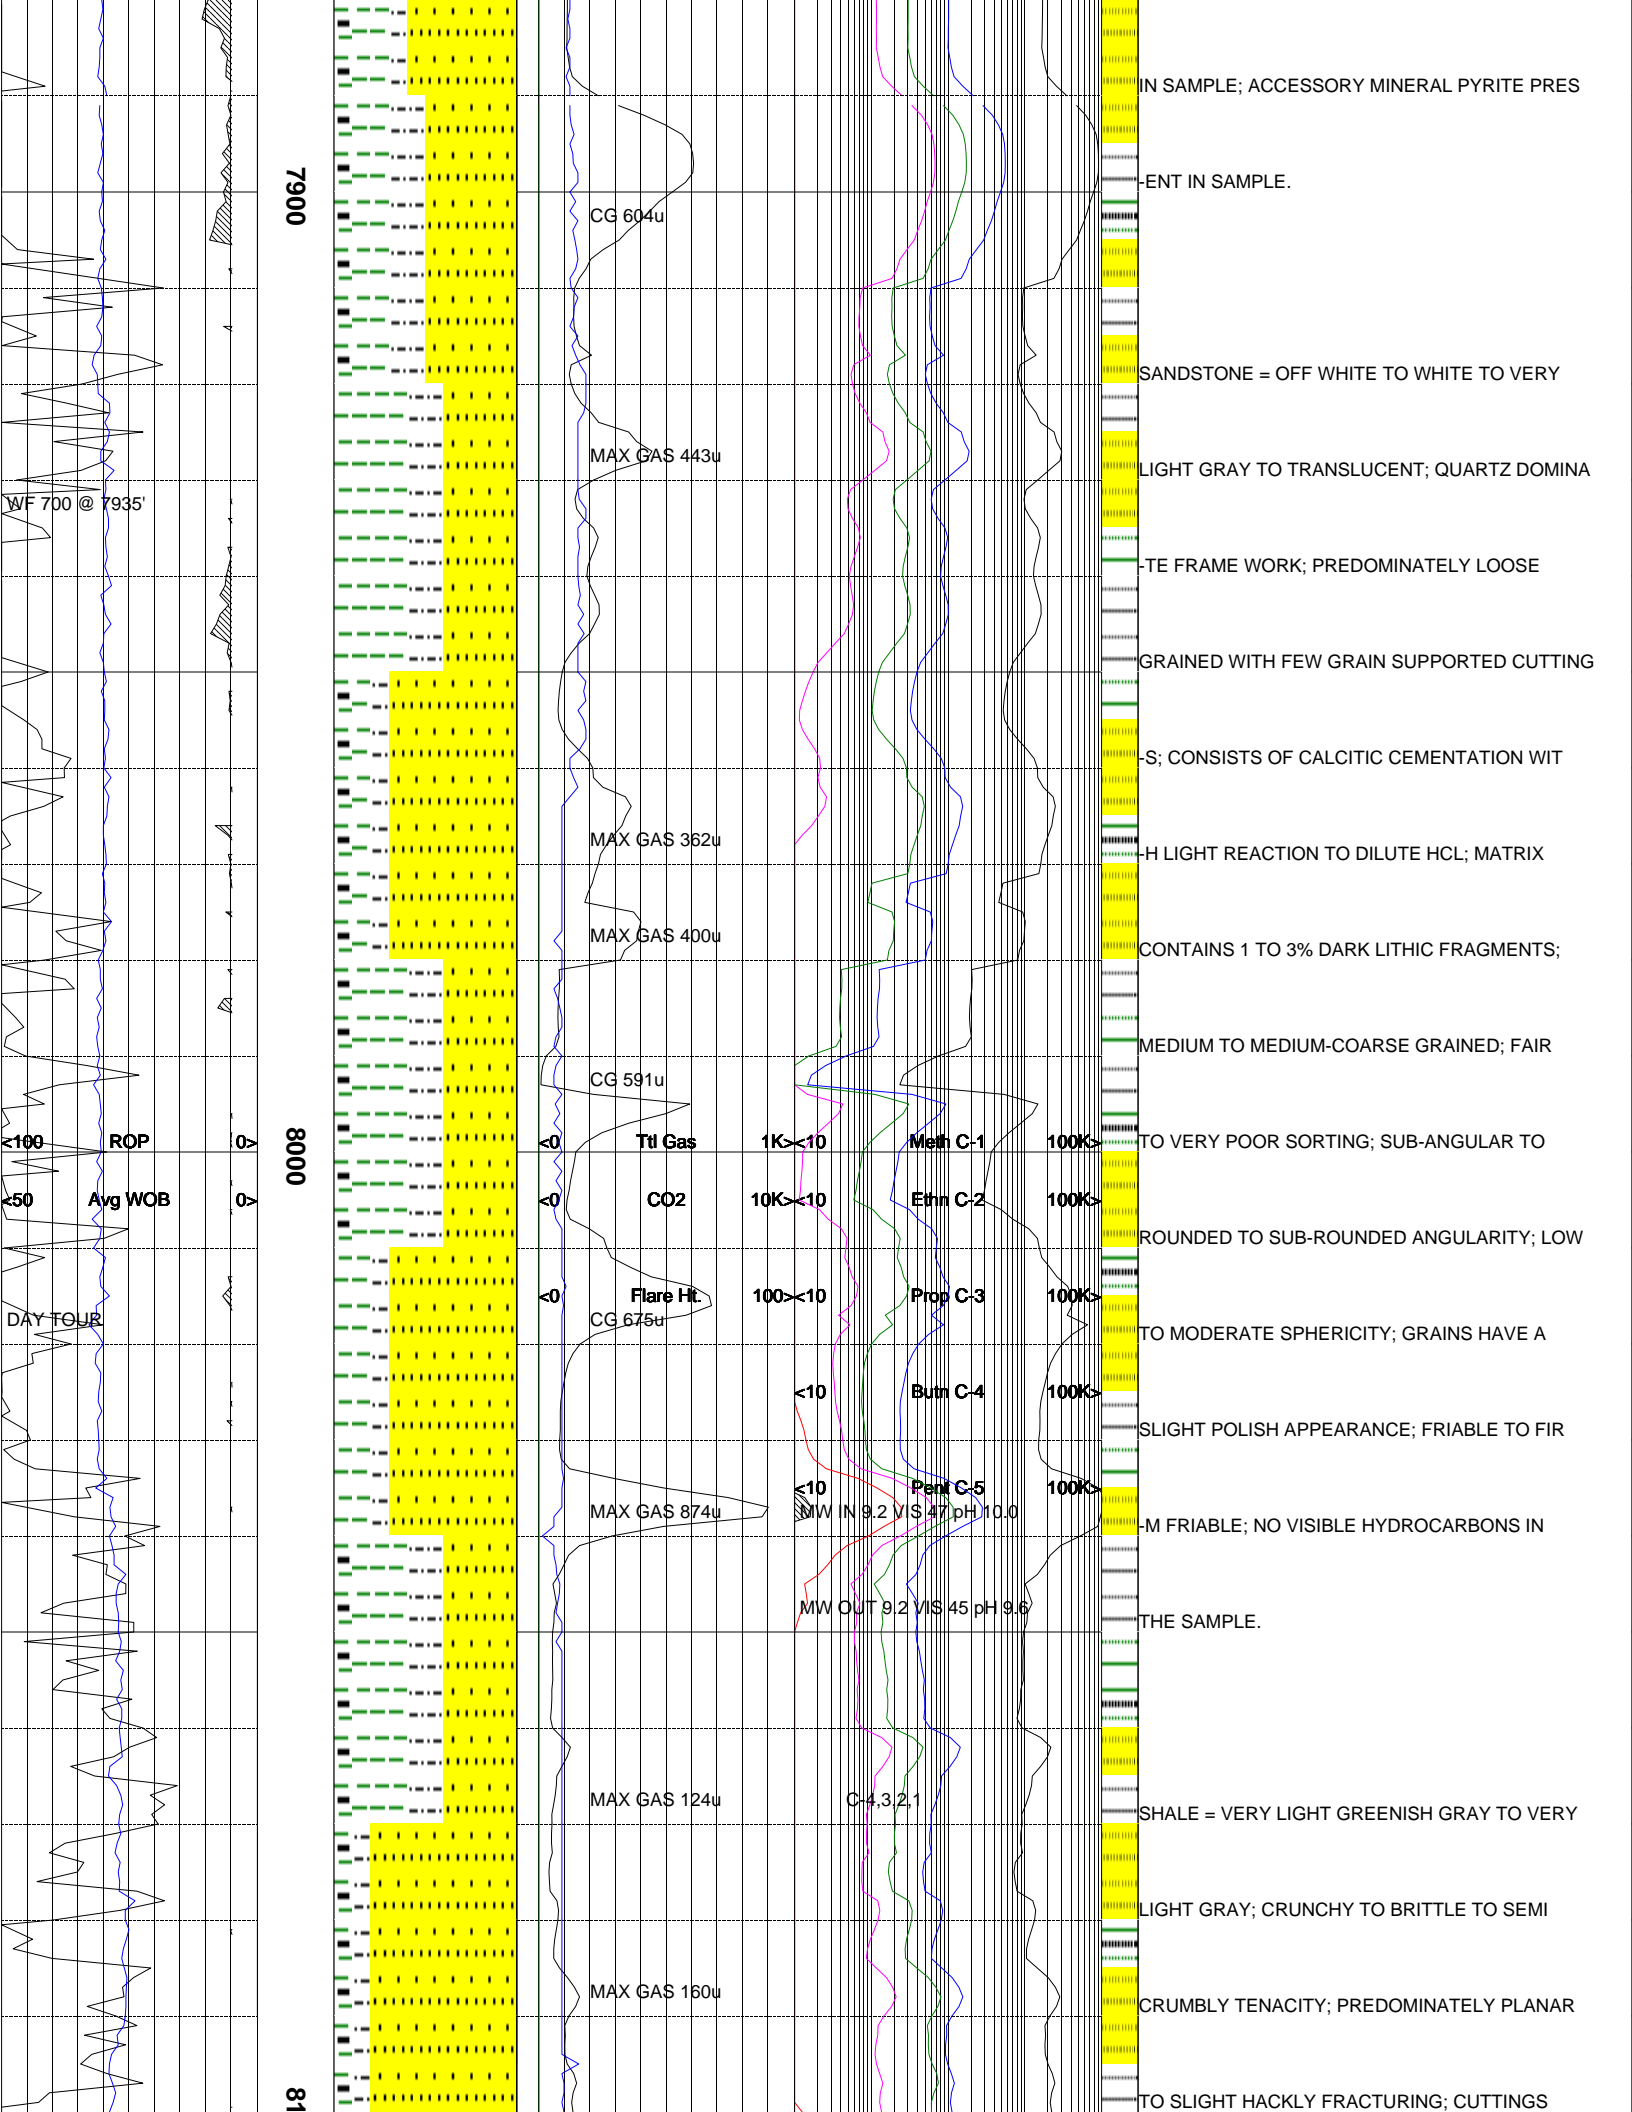 IN SAMPLE; ACCESSORY MINERAL PYRITE PRES
7900
-ENT IN SAMPLE.
CG 604u
SANDSTONE = OFF WHITE TO WHITE TO VERY
MAX GAS 443u
LIGHT GRAY TO TRANSLUCENT; QUARTZ DOMINA
WF 700 @ 7935'
-TE FRAME WORK; PREDOMINATELY LOOSE
GRAINED WITH FEW GRAIN SUPPORTED CUTTING
-S; CONSISTS OF CALCITIC CEMENTATION WIT
MAX GAS 362u
-H LIGHT REACTION TO DILUTE HCL; MATRIX
MAX GAS 400u
CONTAINS 1 TO 3% DARK LITHIC FRAGMENTS;
MEDIUM TO MEDIUM-COARSE GRAINED; FAIR
CG 591u
8000
<100 ROP 0> <0 Ttl Gas 1K> <10 Meth C-1 100K>
TO VERY POOR SORTING; SUB-ANGULAR TO
<50 Avg WOB 0> <0 CO2 10K> <10 Ethn C-2 100K>
ROUNDED TO SUB-ROUNDED ANGULARITY; LOW
<0 Flare Ht. 100> <10 Prop C-3 100K>
DAY TOUR
CG 675u
TO MODERATE SPHERICITY; GRAINS HAVE A
<10 Butn C-4 100K>
SLIGHT POLISH APPEARANCE; FRIABLE TO FIR
<10 Pent C-5 100K>
MAX GAS 874u
MW IN 9.2 VIS 47 pH 10.0
-M FRIABLE; NO VISIBLE HYDROCARBONS IN
MW OUT 9.2 VIS 45 pH 9.6
THE SAMPLE.
MAX GAS 124u
C-4,3,2,1
SHALE = VERY LIGHT GREENISH GRAY TO VERY
LIGHT GRAY; CRUNCHY TO BRITTLE TO SEMI
MAX GAS 160u
CRUMBLY TENACITY; PREDOMINATELY PLANAR
81
TO SLIGHT HACKLY FRACTURING; CUTTINGS